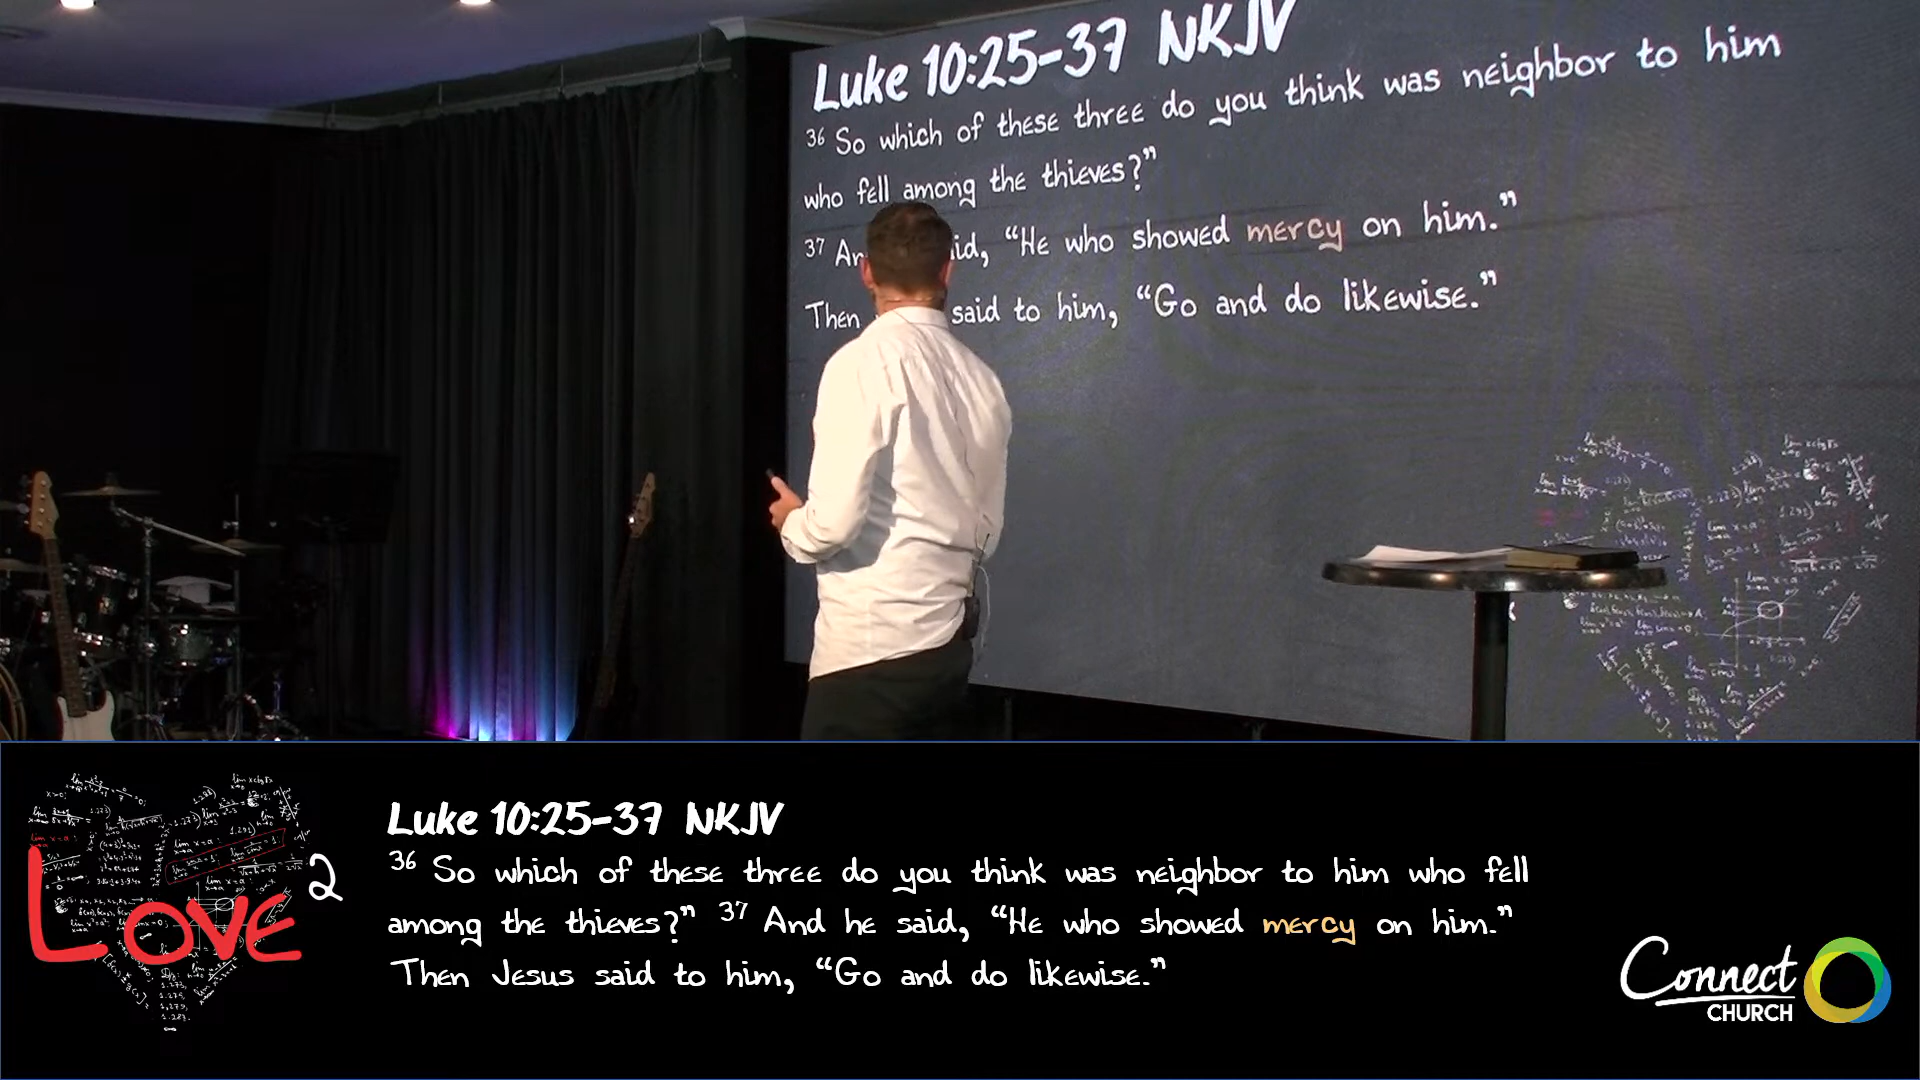 Luke 10:25-37 NKJV
36 So which of these three do you think was neighbor to him
who fell among the thieves?”
37 “He who showed mercy on him.”
Then said to him, “Go and do likewise.”
Love 2
Luke 10:25-37 NKJV
36 So which of these three do you think was neighbor to him who fell
among the thieves?” 37 And he said, “He who showed mercy on him.”
Then Jesus said to him, “Go and do likewise.”
Connect
CHURCH